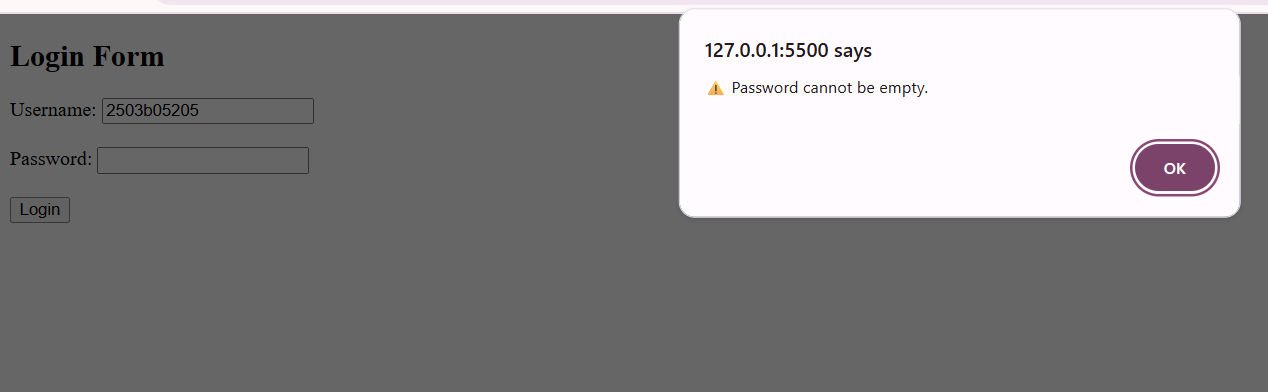 Login Form
Username: 2503b05205
Password:
Login
127.0.0.1:5500 says
⚠️ Password cannot be empty.
OK